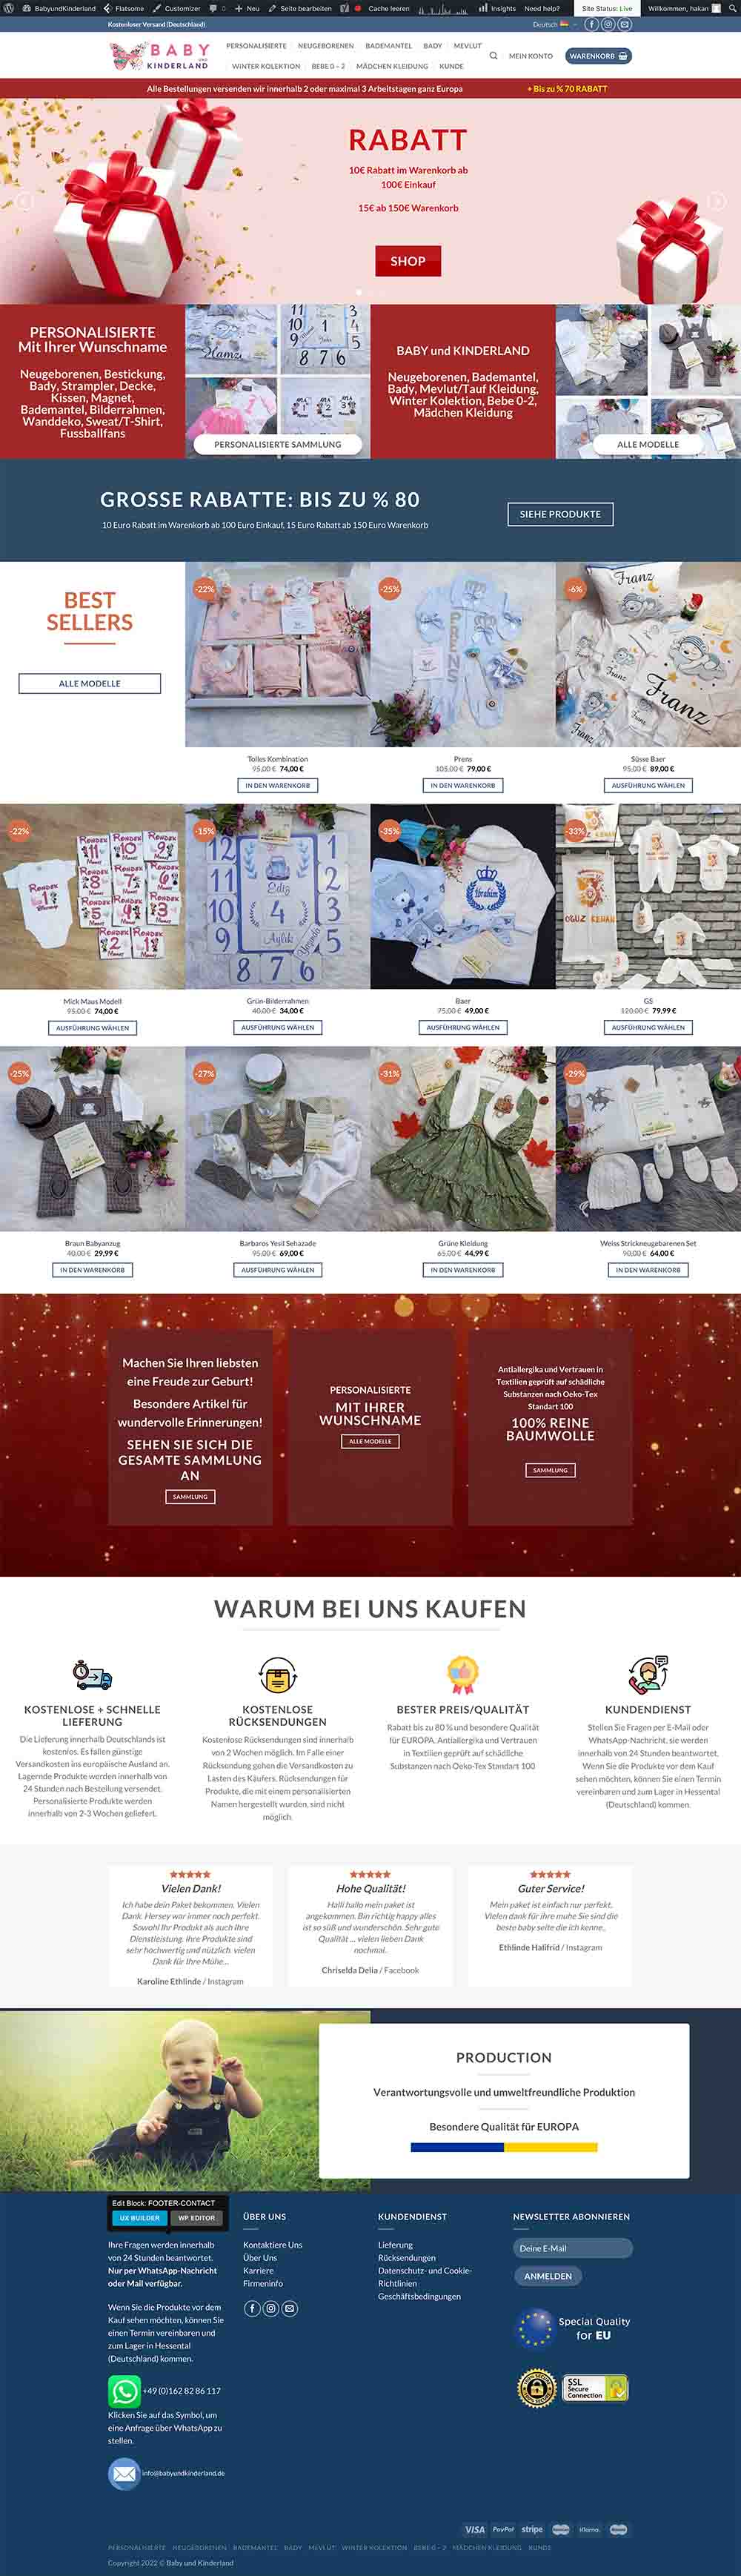 BabyundKinderland Flatsome Customizer 0 Neu Seite bearbeiten Cache leeren Insights Need help? Site Status: Live Willkommen, hakan
Kostenloser Versand (Deutschland) Deutsch
BABY
UND
KINDERLAND
PERSONALISIERTE NEUGEBORENEN BADEMANTEL BADY MEVLUT
WINTER KOLEKTION BEBE 0 – 2 MÄDCHEN KLEIDUNG KUNDE
MEIN KONTO WARENKORB
Alle Bestellungen versenden wir innerhalb 2 oder maximal 3 Arbeitstagen ganz Europa + Bis zu % 70 RABATT
RABATT
10€ Rabatt im Warenkorb ab
100€ Einkauf
15€ ab 150€ Warenkorb
SHOP
PERSONALISIERTE
Mit Ihrer Wunschname
Neugeborenen, Bestickung,
Body, Strampler, Decke,
Kissen, Magnet,
Bademantel, Bilderrahmen,
Wanddeko, Sweat/T-Shirt,
Fussballfans
PERSONALISIERTE SAMMLUNG
BABY und KINDERLAND
Neugeborenen, Bademantel,
Body, Mevlut/Tauf Kleidung,
Winter Kolektion, Bebe 0-2,
Mädchen Kleidung
ALLE MODELLE
GROSSE RABATTE: BIS ZU % 80
10 Euro Rabatt im Warenkorb ab 100 Euro Einkauf, 15 Euro Rabatt ab 150 Euro Warenkorb
SIEHE PRODUKTE
BEST
SELLERS
ALLE MODELLE
-22%
Tolles Kombination
95,00 € 74,00 €
IN DEN WARENKORB
-25%
Prens
105,00 € 79,00 €
IN DEN WARENKORB
-6%
Franz
Franz
Franz
Franz
Süsse Baer
95,00 € 89,00 €
AUSFÜHRUNG WÄHLEN
-22%
Mick Maus Modell
95,00 € 74,00 €
AUSFÜHRUNG WÄHLEN
-15%
12 1
11 2
10 3
9 5
8 7 6
Ediz
4
Aylık
Grün-Bilderrahmen
40,00 € 34,00 €
AUSFÜHRUNG WÄHLEN
-35%
İbrahim
Baer
75,00 € 49,00 €
AUSFÜHRUNG WÄHLEN
-33%
OGUZ KEHAN
GS
120,00 € 79,99 €
AUSFÜHRUNG WÄHLEN
-25%
Braun Babyanzug
40,00 € 29,99 €
IN DEN WARENKORB
-27%
Barbaros Yesil Sehazade
95,00 € 69,00 €
AUSFÜHRUNG WÄHLEN
-31%
Grüne Kleidung
65,00 € 44,99 €
IN DEN WARENKORB
-29%
Weiss Strickneugebarenen Set
90,00 € 64,00 €
IN DEN WARENKORB
Machen Sie Ihren liebsten
eine Freude zur Geburt!
Besondere Artikel für
wundervolle Erinnerungen!
SEHEN SIE SICH DIE
GESAMTE SAMMLUNG
AN
SAMMLUNG
PERSONALISIERTE
MIT IHRER
WUNSCHNAME
ALLE MODELLE
Antiallergika und Vertrauen in
Textilien geprüft auf schädliche
Substanzen nach Oeko-Tex
Standart 100
100% REINE
BAUMWOLLE
SAMMLUNG
WARUM BEI UNS KAUFEN
KOSTENLOSE + SCHNELLE
LIEFERUNG
Die Lieferung innerhalb Deutschlands ist
kostenlos. Es fallen günstige
Versandkosten ins europäische Ausland an.
Lagernde Produkte werden innerhalb von
24 Stunden nach Bestellung versendet.
Personalisierte Produkte werden
innerhalb von 2-3 Wochen geliefert.
KOSTENLOSE
RÜCKSENDUNGEN
Kostenlose Rücksendungen sind innerhalb
von 2 Wochen möglich. Im Falle einer
Rücksendung gehen die Versandkosten zu
Lasten des Käufers. Rücksendungen für
Produkte, die mit einem personalisierten
Namen hergestellt wurden, sind nicht
möglich.
BESTER PREIS/QUALITÄT
Rabatt bis zu 80 % und besondere Qualität
für EUROPA. Antiallergika und Vertrauen
in Textilien geprüft auf schädliche
Substanzen nach Oeko-Tex Standart 100
KUNDENDIENST
Stellen Sie Fragen per E-Mail oder
WhatsApp-Nachricht, sie werden
innerhalb von 24 Stunden beantwortet.
Wenn Sie die Produkte vor dem Kauf
sehen möchten, können Sie einen Termin
vereinbaren und zum Lager in Hessental
(Deutschland) kommen.
Vielen Dank!
Ich habe dein Paket bekommen. Vielen
Dank. Hersey war immer noch perfekt.
Sowohl Ihr Produkt als auch Ihre
Dienstleistung. Ihre Produkte sind
sehr hochwertig und nützlich. vielen
Dank für Ihre Mühe...
Karoline Ethlinde / Instagram
Hohe Qualität!
Halli hallo mein paket ist
angekommen. Bin richtig happy alles
ist so süß und wunderschön. Sehr gute
Qualität ... vielen lieben Dank
nochmal.
Chriselda Delia / Facebook
Guter Service!
Mein paket ist einfach nur perfekt.
Vielen dank für ihre muhe Sie sind die
beste baby seite die ich kenne..
Ethlinde Halifrid / Instagram
PRODUCTION
Verantwortungsvolle und umweltfreundliche Produktion
Besondere Qualität für EUROPA
Edit Block: FOOTER-CONTACT
UX BUILDER WP EDITOR
Ihre Fragen werden innerhalb
von 24 Stunden beantwortet.
Nur per WhatsApp-Nachricht
oder Mail verfügbar.
Wenn Sie die Produkte vor dem
Kauf sehen möchten, können Sie
einen Termin vereinbaren und
zum Lager in Hessental
(Deutschland) kommen.
+49 (0)162 82 86 117
Klicken Sie auf das Symbol, um
eine Anfrage über WhatsApp zu
stellen.
info@babyundkinderland.de
ÜBER UNS
Kontaktiere Uns
Über Uns
Karriere
Firmeninfo
KUNDENDIENST
Lieferung
Rücksendungen
Datenschutz- und Cookie-
Richtlinien
Geschäftsbedingungen
NEWSLETTER ABONNIEREN
Deine E-Mail
ANMELDEN
Special Quality
for EU
SSL
Secure
Connection
VISA PayPal stripe Klarna.
PERSONALISIERTE NEUGEBORENEN BADEMANTEL BADY MEVLUT WINTER KOLEKTION BEBE 0 – 2 MÄDCHEN KLEIDUNG KUNDE
Copyright 2022 © Baby und Kinderland